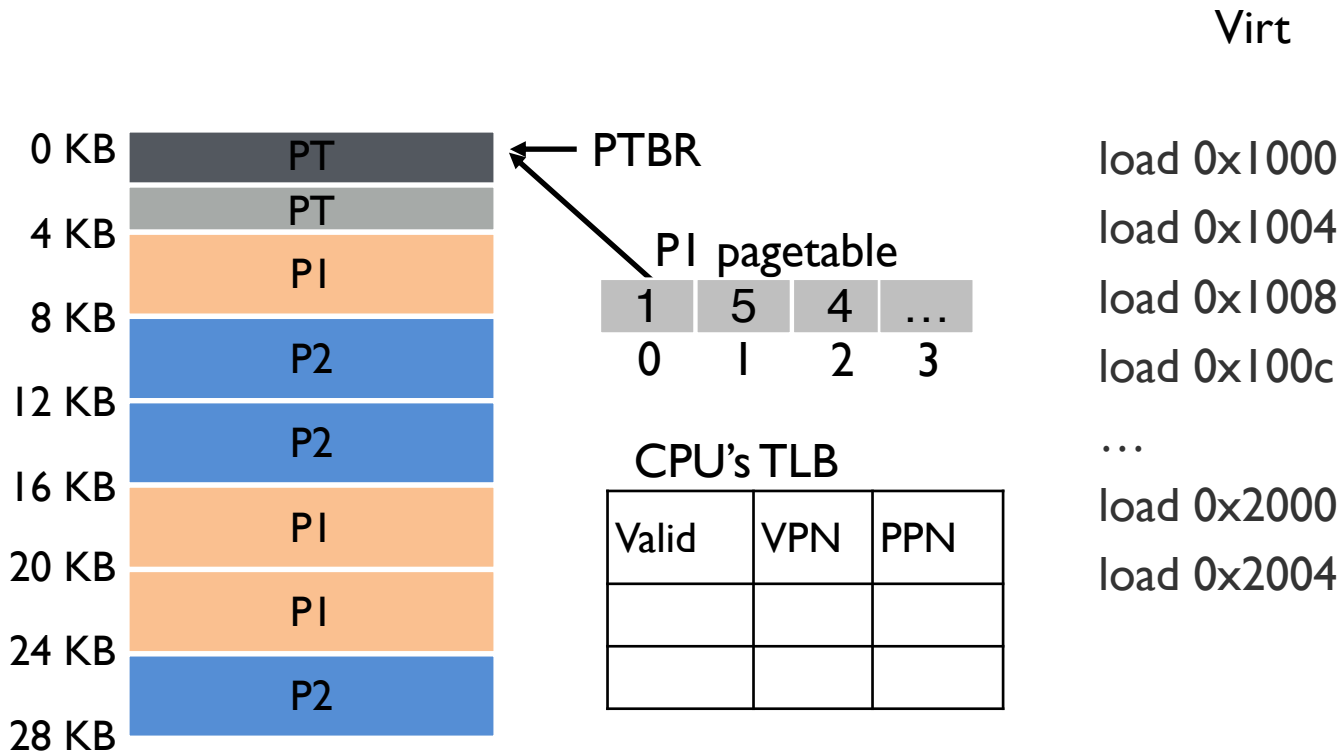 Virt
0 KB
PT
PTBR
load 0x1000
PT
4 KB
load 0x1004
P1 pagetable
P1
1 5 4 ...
load 0x1008
8 KB
0 1 2 3
P2
load 0x100c
12 KB
P2
CPU's TLB
…
16 KB
Valid VPN PPN
load 0x2000
P1
20 KB
load 0x2004
P1
24 KB
P2
28 KB